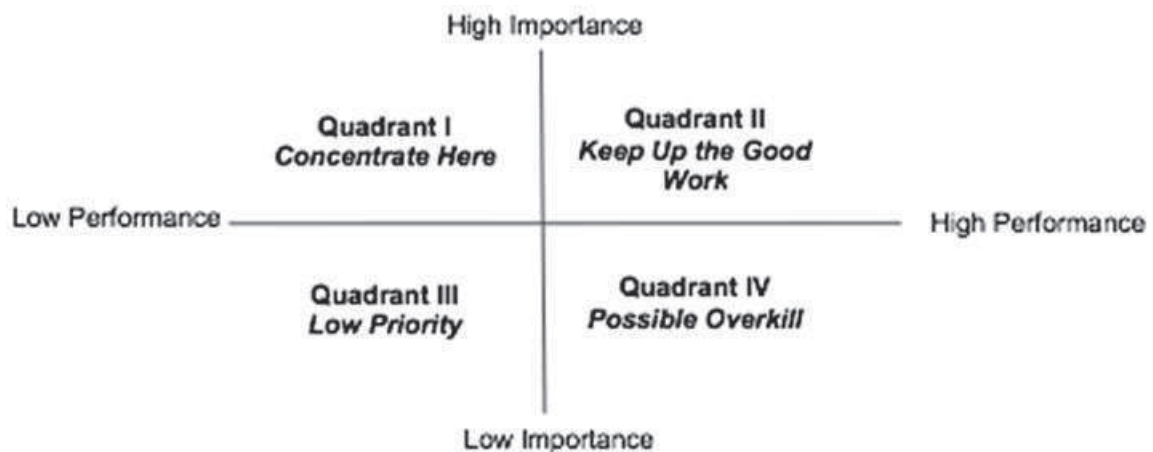 High Importance
Quadrant I
Concentrate Here
Quadrant II
Keep Up the Good
Work
Low Performance
High Performance
Quadrant III
Low Priority
Quadrant IV
Possible Overkill
Low Importance